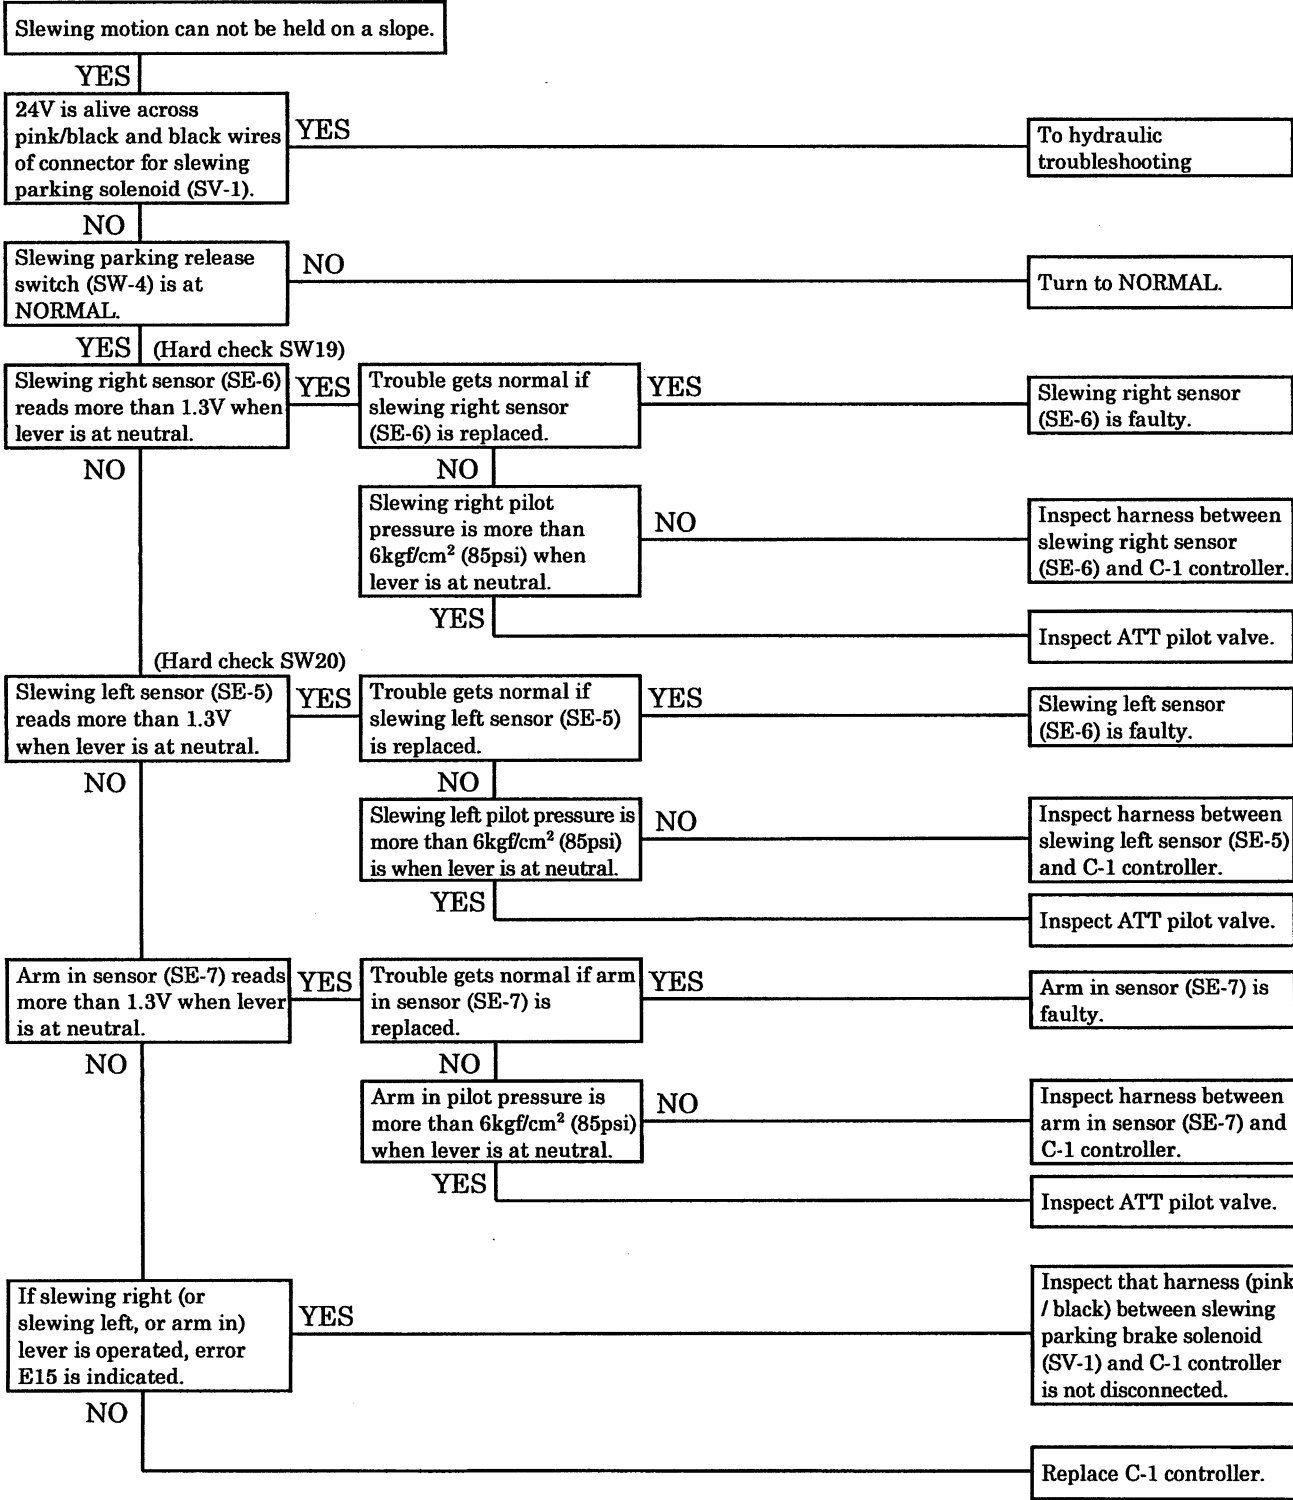 Slewing motion can not be held on a slope.
YES
24V is alive across
pink/black and black wires
of connector for slewing
parking solenoid (SV-1).
YES
To hydraulic
troubleshooting
NO
Slewing parking release
switch (SW-4) is at
NORMAL.
NO
Turn to NORMAL.
YES
(Hard check SW19)
Slewing right sensor (SE-6)
reads more than 1.3V when
lever is at neutral.
YES
Trouble gets normal if
slewing right sensor
(SE-6) is replaced.
YES
Slewing right sensor
(SE-6) is faulty.
NO
NO
Slewing right pilot
pressure is more than
6kgf/cm² (85psi) when
lever is at neutral.
NO
Inspect harness between
slewing right sensor
(SE-6) and C-1 controller.
YES
Inspect ATT pilot valve.
(Hard check SW20)
Slewing left sensor (SE-5)
reads more than 1.3V
when lever is at neutral.
YES
Trouble gets normal if
slewing left sensor (SE-5)
is replaced.
YES
Slewing left sensor
(SE-6) is faulty.
NO
NO
Slewing left pilot pressure is
more than 6kgf/cm² (85psi)
is when lever is at neutral.
NO
Inspect harness between
slewing left sensor (SE-5)
and C-1 controller.
YES
Inspect ATT pilot valve.
Arm in sensor (SE-7) reads
more than 1.3V when lever
is at neutral.
YES
Trouble gets normal if arm
in sensor (SE-7) is
replaced.
YES
Arm in sensor (SE-7) is
faulty.
NO
NO
Arm in pilot pressure is
more than 6kgf/cm² (85psi)
when lever is at neutral.
NO
Inspect harness between
arm in sensor (SE-7) and
C-1 controller.
YES
Inspect ATT pilot valve.
If slewing right (or
slewing left, or arm in)
lever is operated, error
E15 is indicated.
YES
Inspect that harness (pink
/ black) between slewing
parking brake solenoid
(SV-1) and C-1 controller
is not disconnected.
NO
Replace C-1 controller.